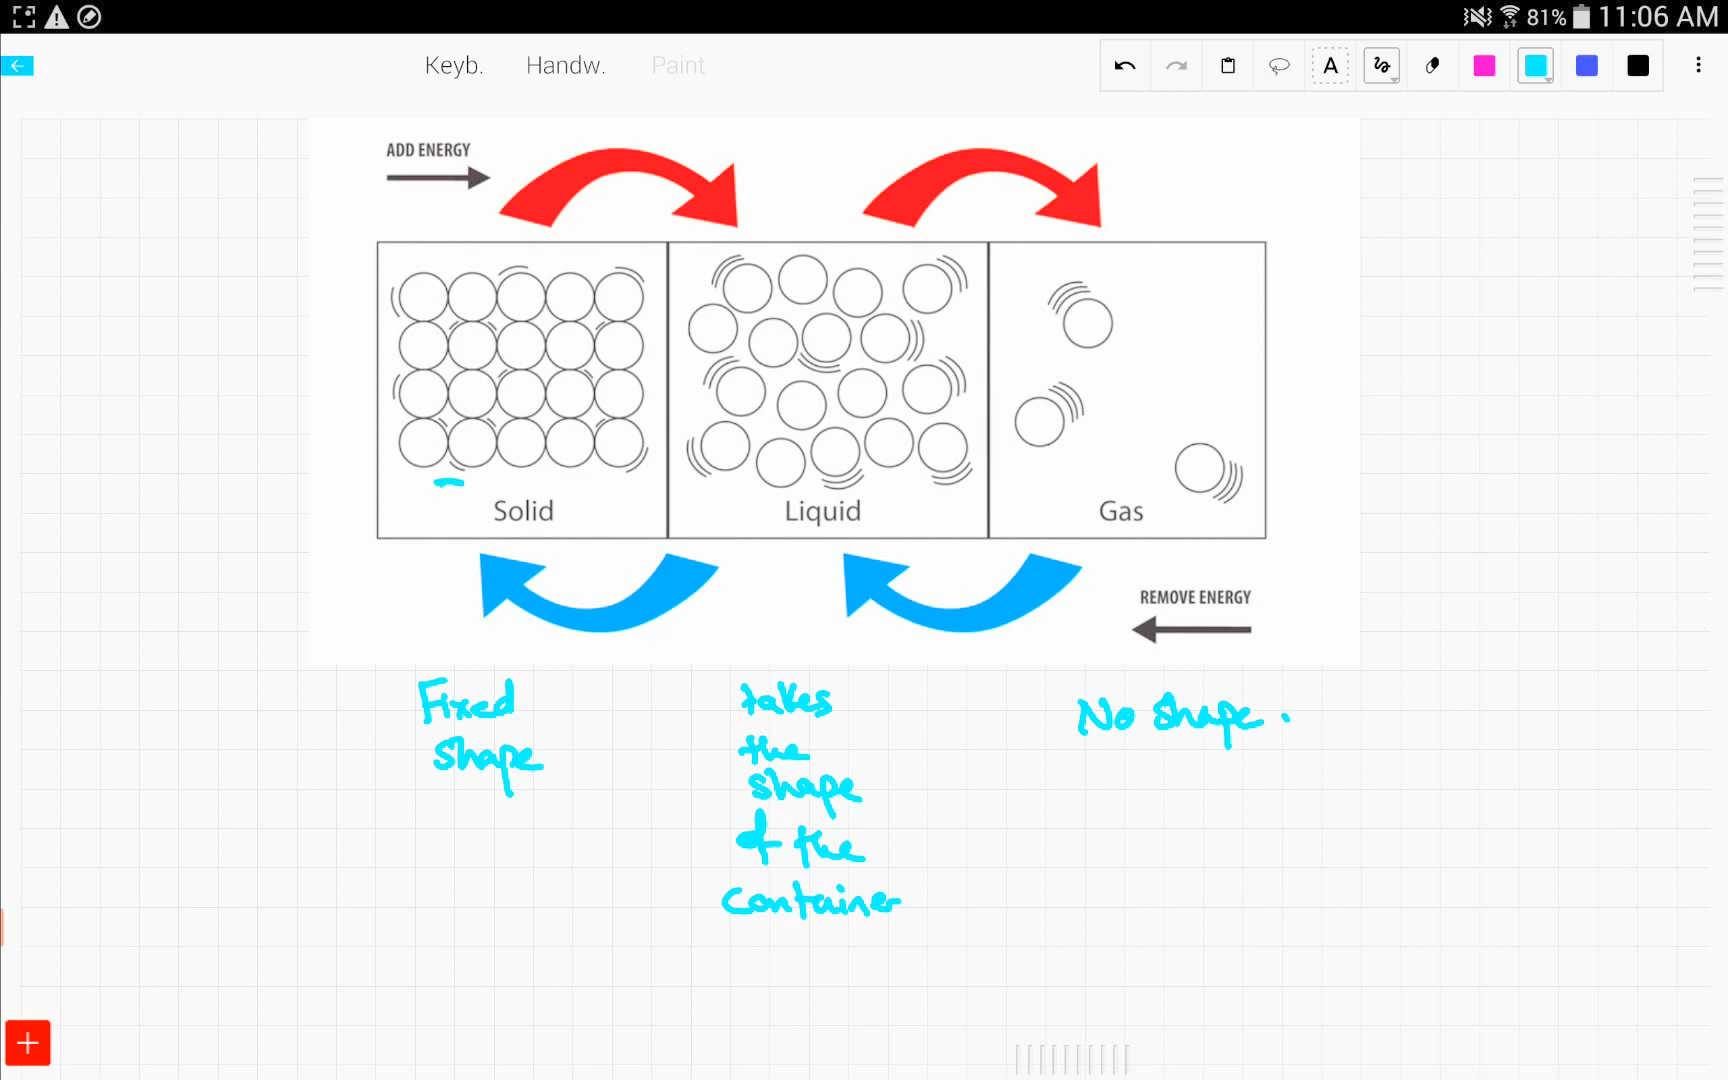 81% 11:06 AM
Keyb. Handw. Paint
A
ADD ENERGY
Solid
Liquid
Gas
REMOVE ENERGY
Fixed
shape
takes
the
shape
of the
container
No shape.